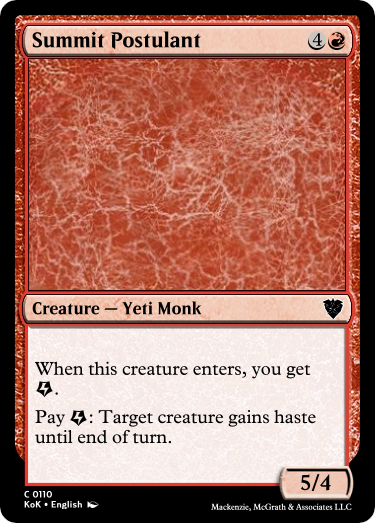 Summit Postulant 4
Creature — Yeti Monk
When this creature enters, you get
.
Pay : Target creature gains haste
until end of turn.
5/4
C 0110
KoK • English
Mackenzie, McGrath & Associates LLC